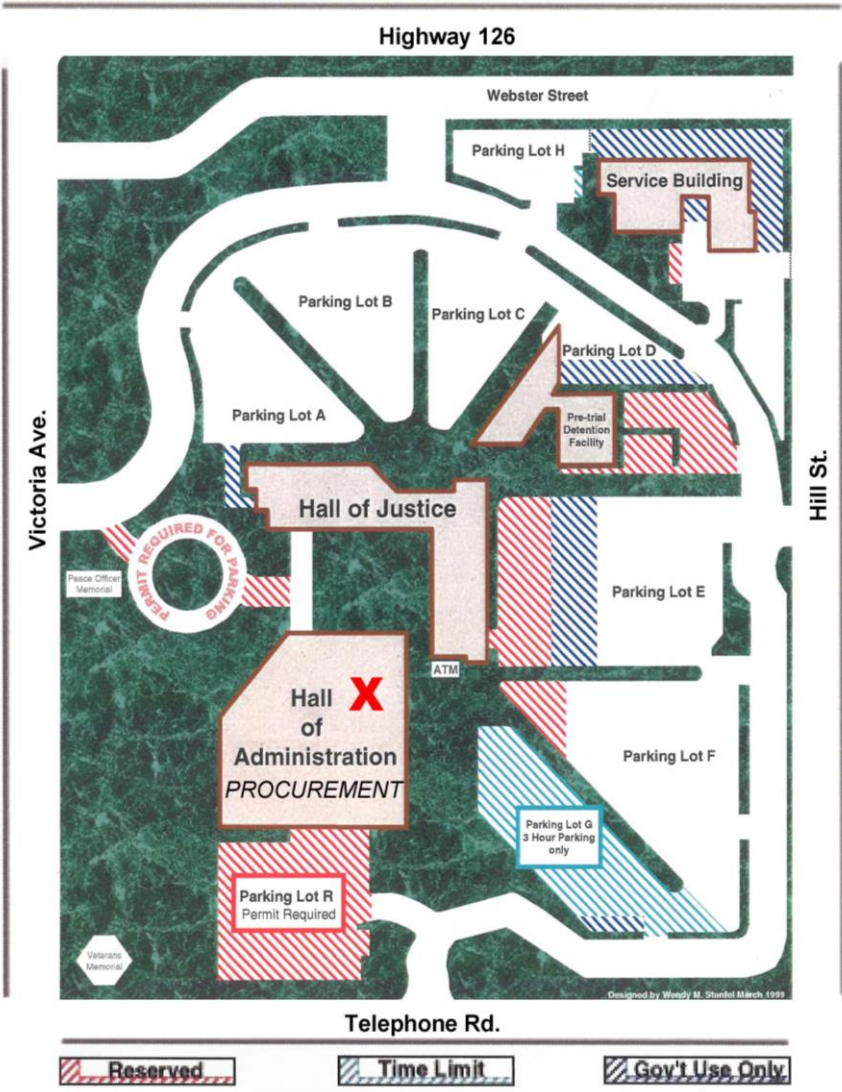 Highway 126
Webster Street
Parking Lot H
Service Building
Parking Lot B
Parking Lot C
Parking Lot D
Parking Lot A
Pre-trial
Detention
Facility
Victoria Ave.
Hill St.
Hall of Justice
PERMIT REQUIRED FOR PARKING
Peace Officer
Memorial
Parking Lot E
ATM
X
Hall
of
Administration
PROCUREMENT
Parking Lot F
Parking Lot G
3 Hour Parking
only
Parking Lot R
Permit Required
Veterans
Memorial
Designed by Wendy M. Stanfel March 1999
Telephone Rd.
Reserved
Time Limit
Gov't Use Only